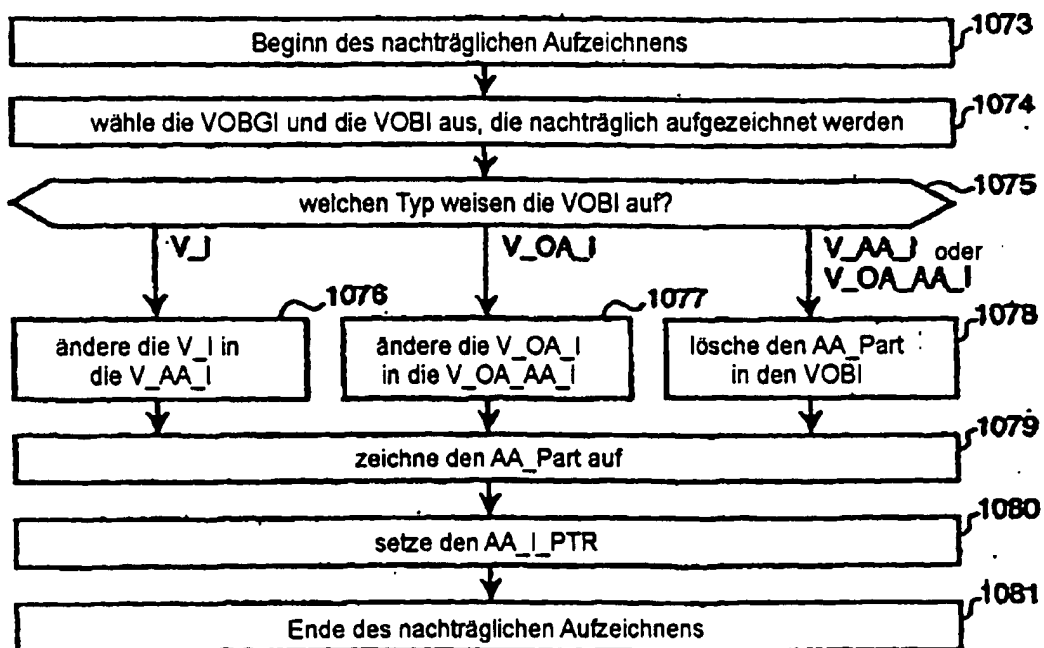 Beginn des nachträglichen Aufzeichnens
1073
wähle die VOBGI und die VOBI aus, die nachträglich aufgezeichnet werden
1074
welchen Typ weisen die VOBI auf?
1075
V_I
V_OA_I
V_AA_I oder
V_OA_AA_I
1076
ändere die V_I in
die V_AA_I
1077
ändere die V_OA_I
in die V_OA_AA_I
1078
lösche den AA_Part
in den VOBI
1079
zeichne den AA_Part auf
1080
setze den AA_I_PTR
1081
Ende des nachträglichen Aufzeichnens